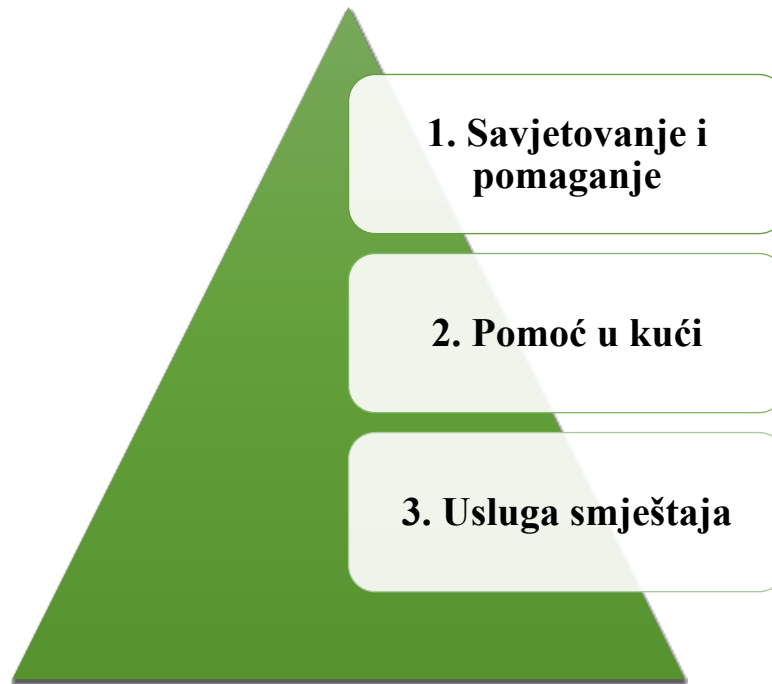 1. Savjetovanje i
pomaganje
2. Pomoć u kući
3. Usluga smještaja